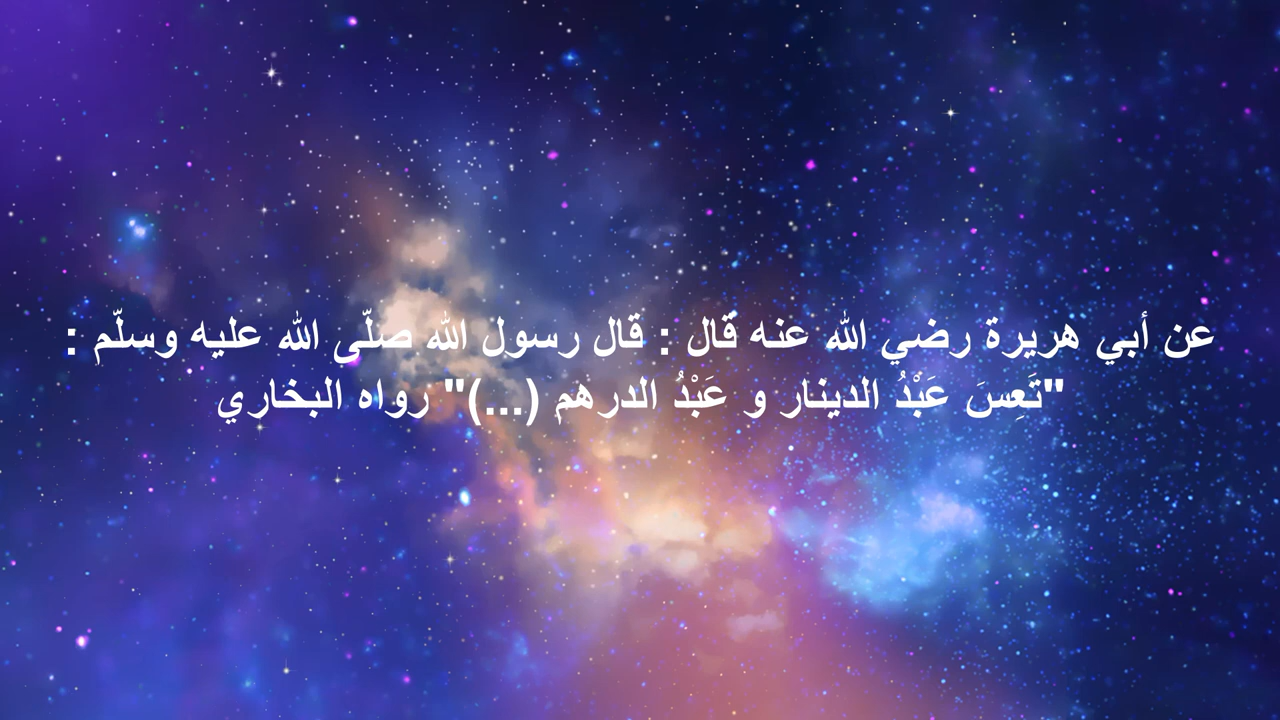 عن أبي هريرة رضي الله عنه قال : قال رسول الله صلّى الله عليه وسلّم :
"تَعِسَ عَبْدُ الدينار و عَبْدُ الدرهم (...)" رواه البخاري